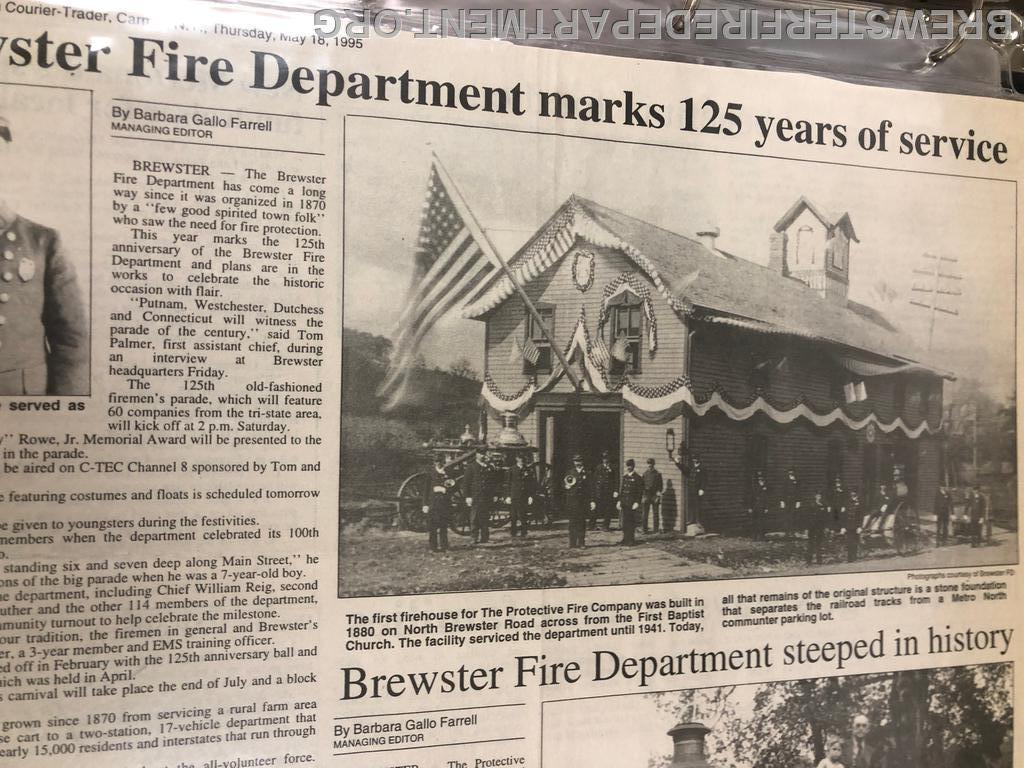 BREWSTERFIREDEPARTMENT.ORG
Courier-Trader, Thursday, May 18, 1995
Fire Department marks 125 years of service
By Barbara Gallo Farrell
MANAGING EDITOR
BREWSTER — The Brewster
Fire Department has come a long
way since it was organized in 1870
by a "few good spirited town folk"
who saw the need for fire protection.
This year marks the 125th
anniversary of the Brewster Fire
Department and plans are in the
works to celebrate the historic
occasion with flair.
"Putnam, Westchester, Dutchess
and Connecticut will witness the
parade of the century," said Tom
Palmer, first assistant chief, during
an interview at Brewster
headquarters Friday.
The 125th old-fashioned
firemen's parade, which will feature
60 companies from the tri-state area,
will kick off at 2 p.m. Saturday.
served as
Rowe, Jr. Memorial Award will be presented to the
in the parade.
be aired on C-TEC Channel 8 sponsored by Tom and
featuring costumes and floats is scheduled tomorrow
given to youngsters during the festivities.
members when the department celebrated its 100th
standing six and seven deep along Main Street," he
of the big parade when he was a 7-year-old boy.
department, including Chief William Reig, second
and the other 114 members of the department,
turnout to help celebrate the milestone.
our tradition, the firemen in general and Brewster's
a 3-year member and EMS training officer.
off in February with the 125th anniversary ball and
was held in April.
carnival will take place the end of July and a block
grown since 1870 from servicing a rural farm area
cart to a two-station, 17-vehicle department that
15,000 residents and interstates that run through
all-volunteer force.
Photographs courtesy of Brewster FD
The first firehouse for The Protective Fire Company was built in
1880 on North Brewster Road across from the First Baptist
Church. The facility serviced the department until 1941. Today,
all that remains of the original structure is a stone foundation
that separates the railroad tracks from a Metro North
commuter parking lot.
Brewster Fire Department steeped in history
By Barbara Gallo Farrell
MANAGING EDITOR
The Protective